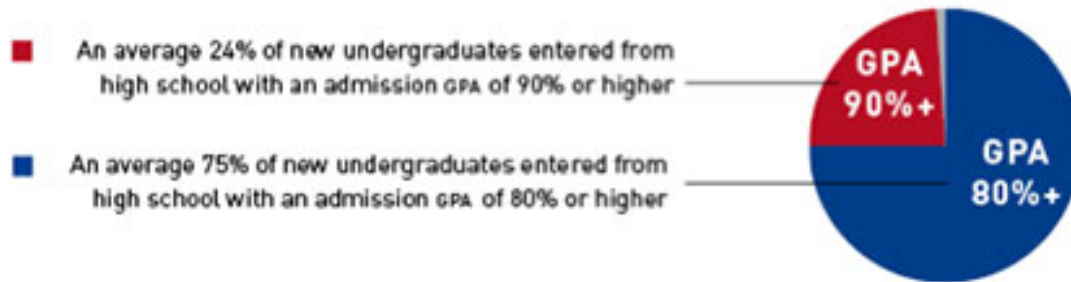 An average 24% of new undergraduates entered from
high school with an admission GPA of 90% or higher
An average 75% of new undergraduates entered from
high school with an admission GPA of 80% or higher
GPA
90%+
GPA
80%+